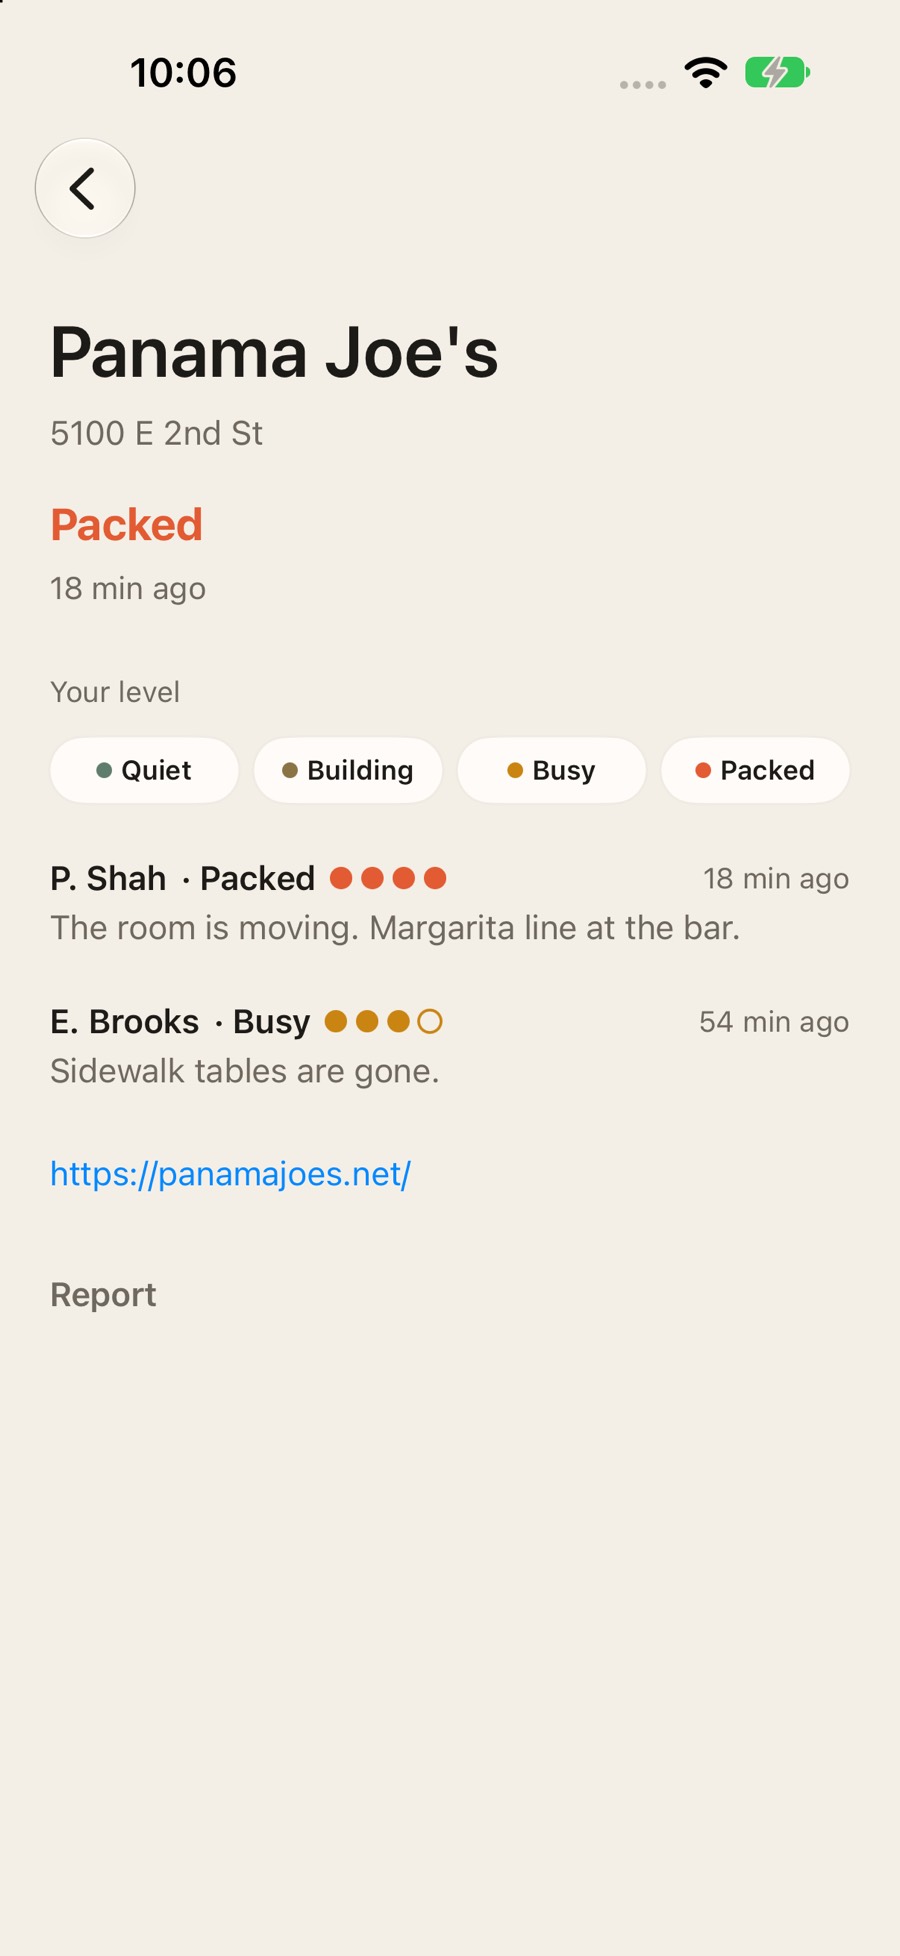 10:06
Panama Joe's
5100 E 2nd St
Packed
18 min ago
Your level
Quiet Building Busy Packed
P. Shah · Packed 18 min ago
The room is moving. Margarita line at the bar.
E. Brooks · Busy 54 min ago
Sidewalk tables are gone.
https://panamajoes.net/
Report